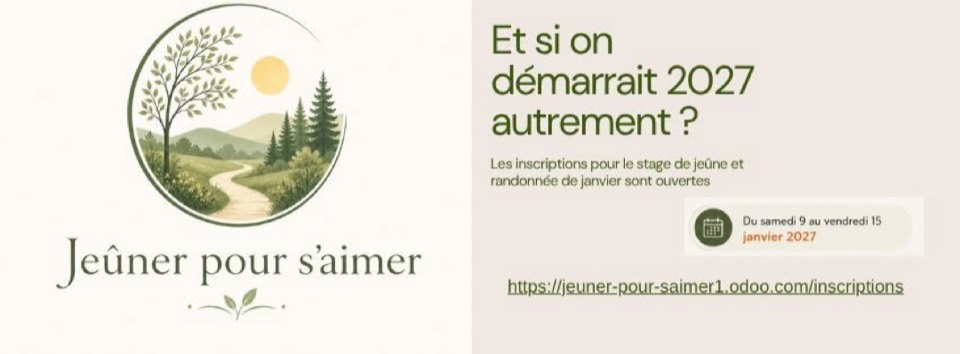 Jeûner pour s’aimer
Et si on
démarrait 2027
autrement ?
Les inscriptions pour le stage de jeûne et
randonnée de janvier sont ouvertes
Du samedi 9 au vendredi 15
janvier 2027
https://jeuner-pour-saimer1.odoo.com/inscriptions